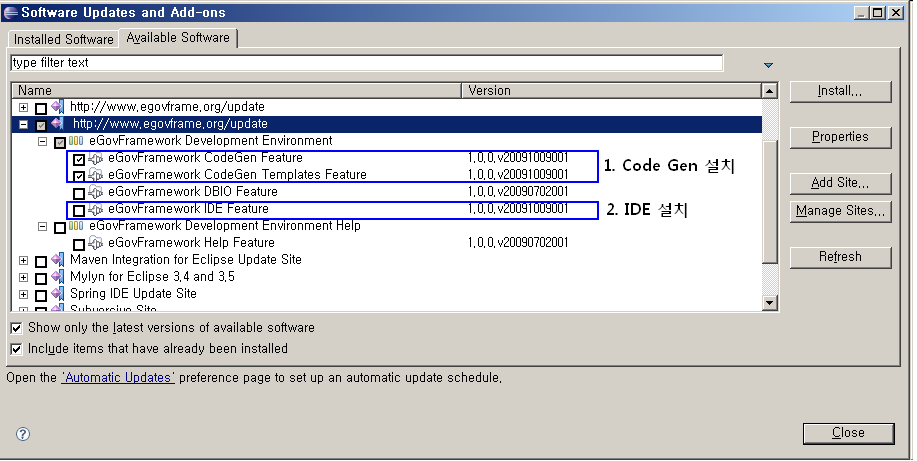 Software Updates and Add-ons
Installed Software Available Software
type filter text
Name Version
http://www.egovframe.org/update
http://www.egovframe.org/update
eGovFramework Development Environment
eGovFramework CodeGen Feature 1.0.0.v20091009001
eGovFramework CodeGen Templates Feature 1.0.0.v20091009001
eGovFramework DBIO Feature 1.0.0.v20090702001
eGovFramework IDE Feature 1.0.0.v20091009001
eGovFramework Development Environment Help
eGovFramework Help Feature 1.0.0.v20090702001
Maven Integration for Eclipse Update Site
Mylyn for Eclipse 3.4 and 3.5
Spring IDE Update Site
Subversive Site
1. Code Gen 설치
2. IDE 설치
Install...
Properties
Add Site...
Manage Sites...
Refresh
Show only the latest versions of available software
Include items that have already been installed
Open the 'Automatic Updates' preference page to set up an automatic update schedule.
?
Close